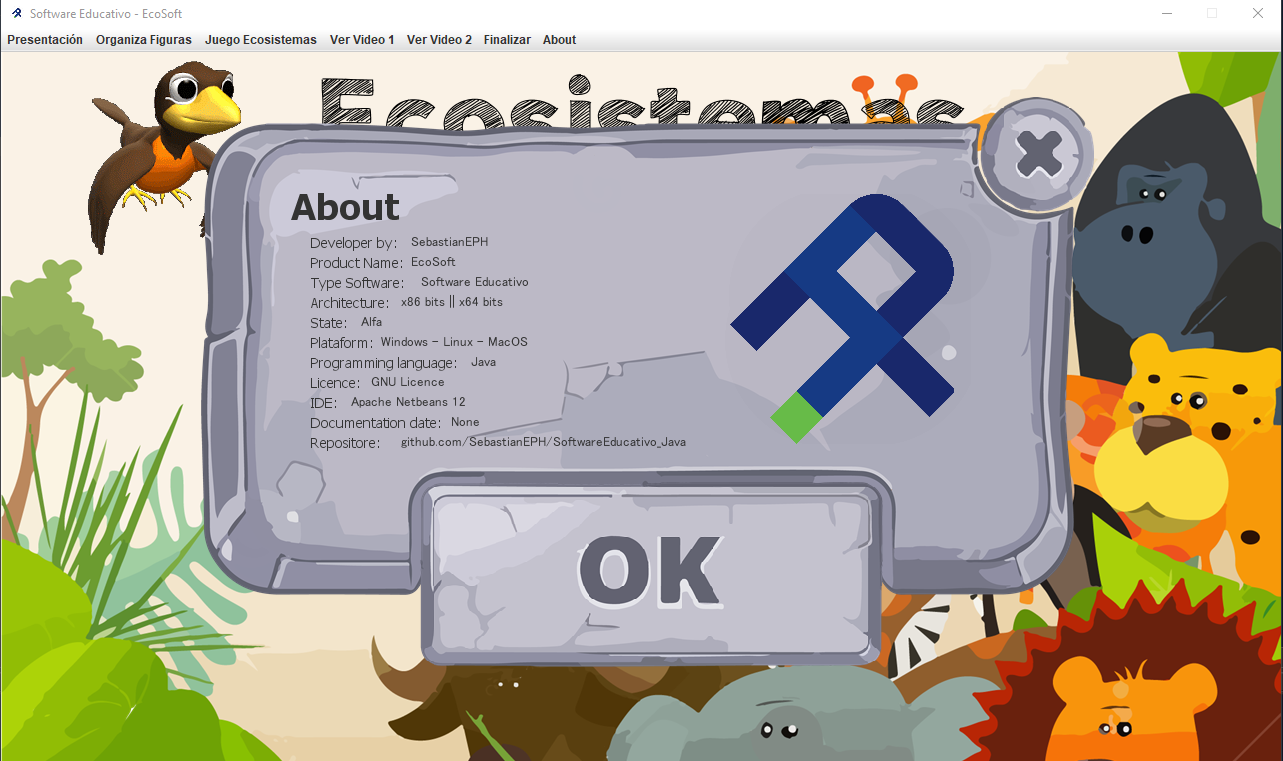 Software Educativo - EcoSoft
Presentación Organiza Figuras Juego Ecosistemas Ver Video 1 Ver Video 2 Finalizar About
Ecosistemas
About
Developer by: SebastianEPH
Product Name: EcoSoft
Type Software: Software Educativo
Architecture: x86 bits || x64 bits
State: Alfa
Plataform: Windows - Linux - MacOS
Programming language: Java
Licence: GNU Licence
IDE: Apache Netbeans 12
Documentation date: None
Repositore: github.com/SebastianEPH/SoftwareEducativo_Java
OK